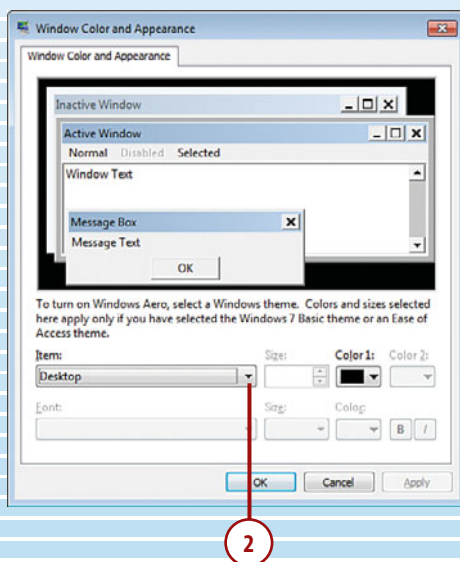 Window Color and Appearance
Window Color and Appearance
Inactive Window
Active Window
Normal Disabled Selected
Window Text
Message Box
Message Text
OK
To turn on Windows Aero, select a Windows theme. Colors and sizes selected
here apply only if you have selected the Windows 7 Basic theme or an Ease of
Access theme.
Item: Size: Color 1: Color 2:
Desktop
Font: Size: Color:
B I
OK Cancel Apply
2